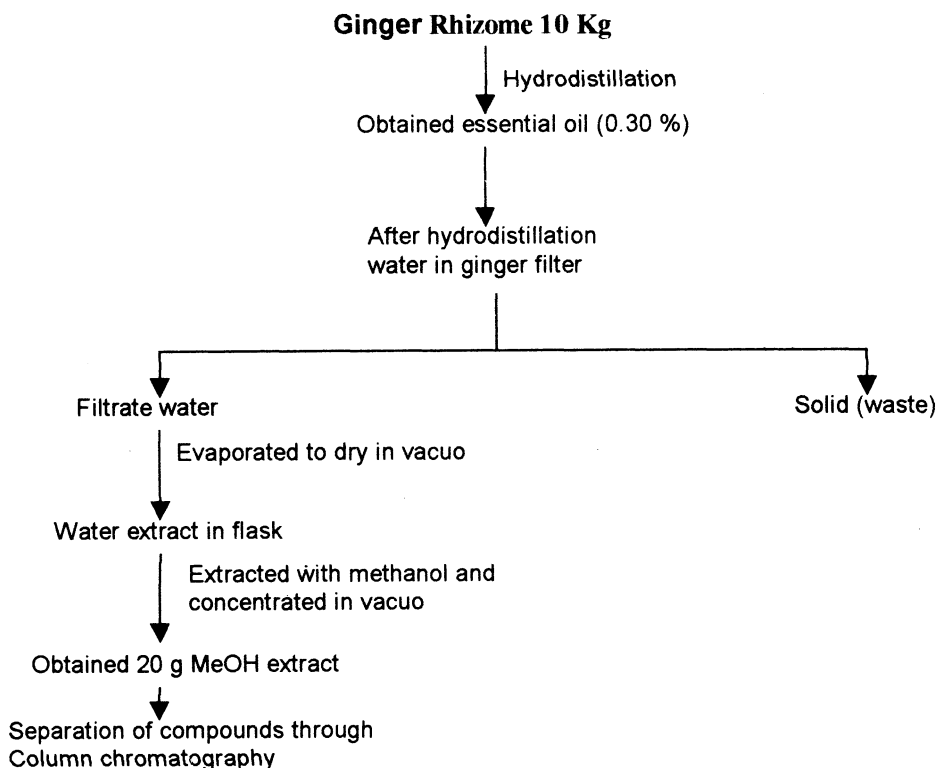 Ginger Rhizome 10 Kg
Hydrodistillation
Obtained essential oil (0.30 %)
After hydrodistillation
water in ginger filter
Filtrate water
Solid (waste)
Evaporated to dry in vacuo
Water extract in flask
Extracted with methanol and
concentrated in vacuo
Obtained 20 g MeOH extract
Separation of compounds through
Column chromatography